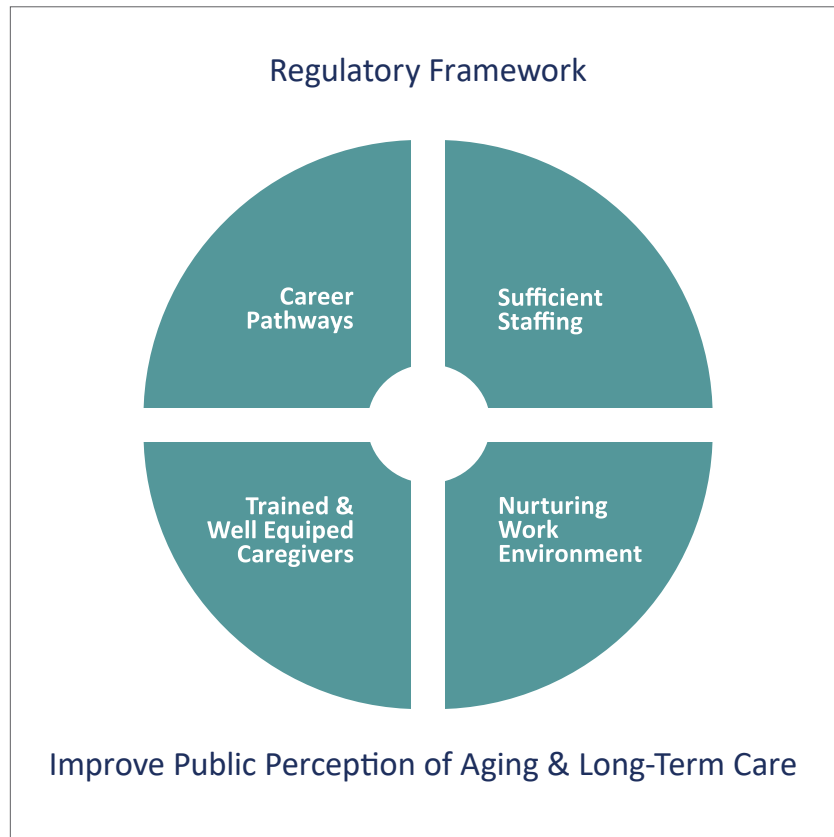 Regulatory Framework
Career
Pathways
Sufficient
Staffing
Trained &
Well Equiped
Caregivers
Nurturing
Work
Environment
Improve Public Perception of Aging & Long-Term Care